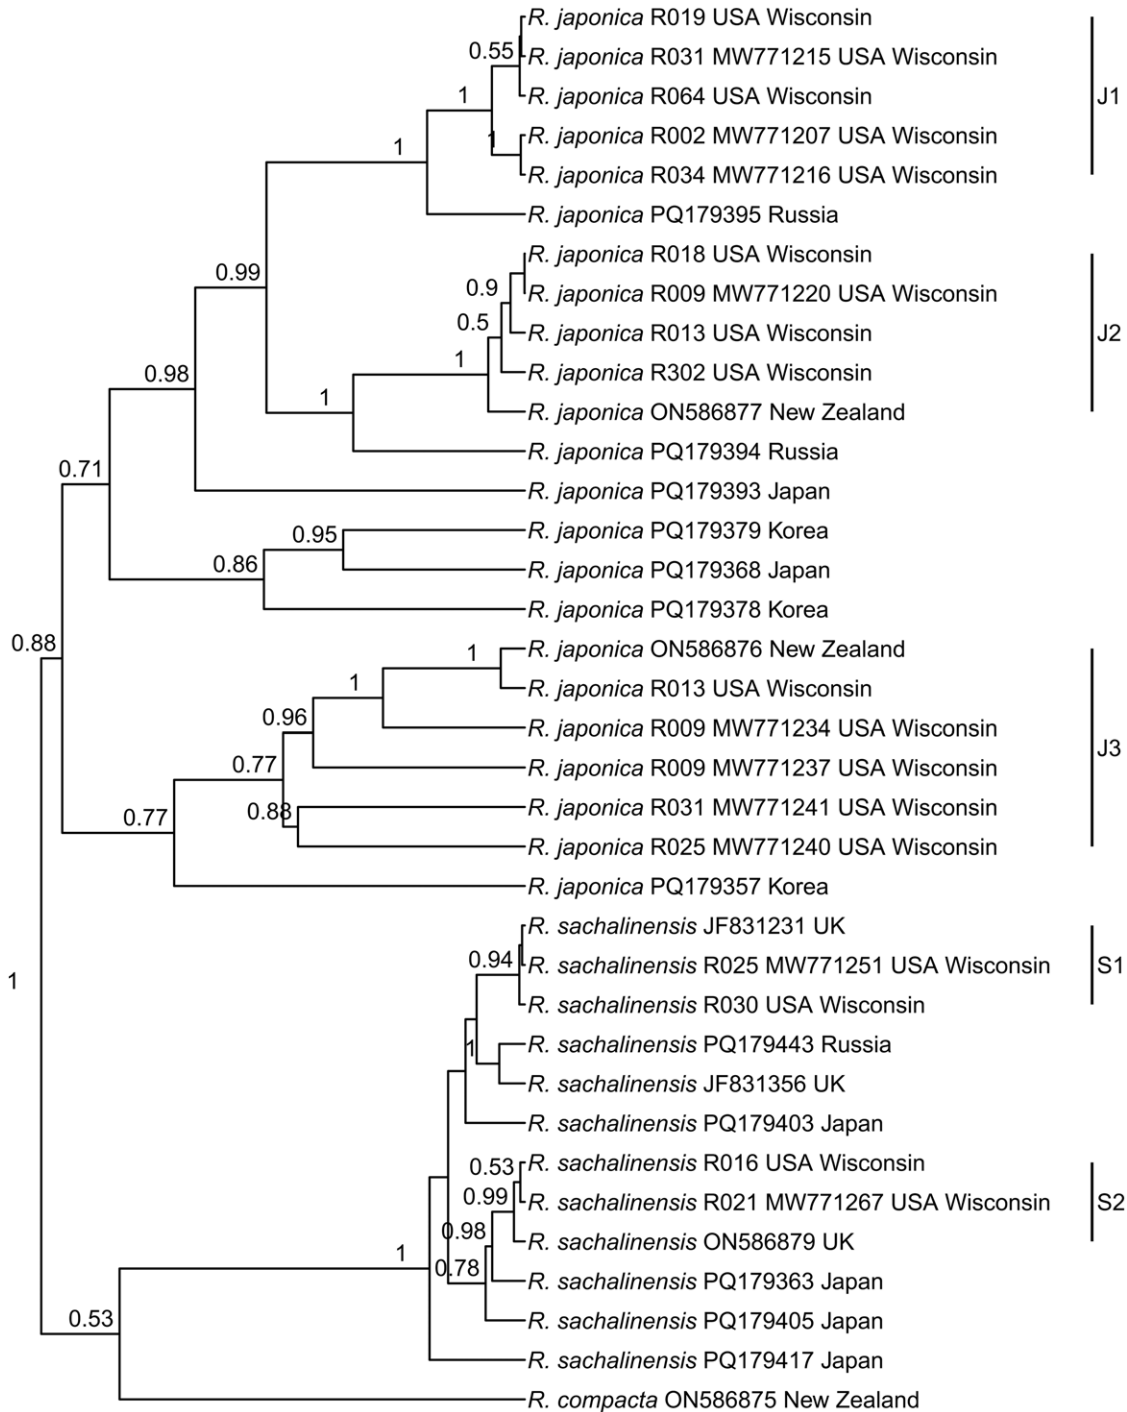 R. japonica R019 USA Wisconsin
0.55
R. japonica R031 MW771215 USA Wisconsin
J1
1
R. japonica R064 USA Wisconsin
1
R. japonica R002 MW771207 USA Wisconsin
1
R. japonica R034 MW771216 USA Wisconsin
R. japonica PQ179395 Russia
R. japonica R018 USA Wisconsin
0.99
0.9
R. japonica R009 MW771220 USA Wisconsin
0.5
R. japonica R013 USA Wisconsin
J2
0.98
1
R. japonica R302 USA Wisconsin
1
R. japonica ON586877 New Zealand
R. japonica PQ179394 Russia
0.71
R. japonica PQ179393 Japan
0.95
R. japonica PQ179379 Korea
0.86
R. japonica PQ179368 Japan
R. japonica PQ179378 Korea
0.88
1
R. japonica ON586876 New Zealand
1
R. japonica R013 USA Wisconsin
0.96
R. japonica R009 MW771234 USA Wisconsin
J3
0.77
R. japonica R009 MW771237 USA Wisconsin
0.77
0.88
R. japonica R031 MW771241 USA Wisconsin
R. japonica R025 MW771240 USA Wisconsin
R. japonica PQ179357 Korea
R. sachalinensis JF831231 UK
1
0.94
R. sachalinensis R025 MW771251 USA Wisconsin
S1
R. sachalinensis R030 USA Wisconsin
1
R. sachalinensis PQ179443 Russia
R. sachalinensis JF831356 UK
R. sachalinensis PQ179403 Japan
0.53
R. sachalinensis R016 USA Wisconsin
0.99
R. sachalinensis R021 MW771267 USA Wisconsin
S2
0.98
R. sachalinensis ON586879 UK
1
0.78
R. sachalinensis PQ179363 Japan
0.53
R. sachalinensis PQ179405 Japan
R. sachalinensis PQ179417 Japan
R. compacta ON586875 New Zealand